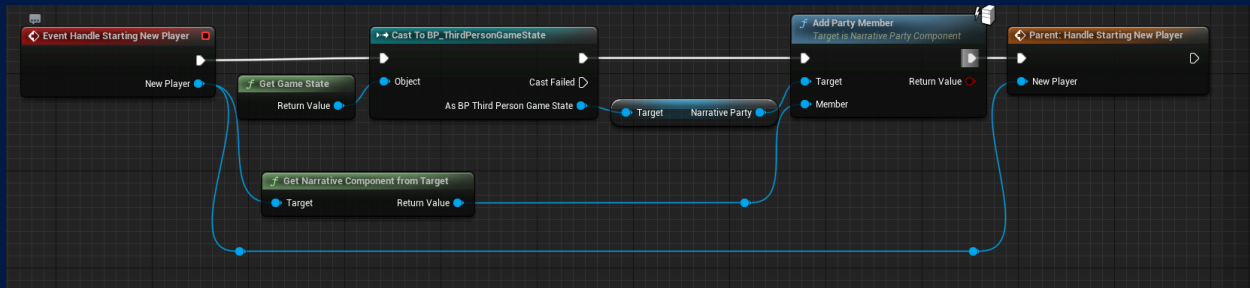 Event Handle Starting New Player
New Player
Get Game State
Return Value
Cast To BP_ThirdPersonGameState
Object
Cast Failed
As BP Third Person Game State
Target
Narrative Party
f Add Party Member
Target is Narrative Party Component
Target
Return Value
Member
Parent: Handle Starting New Player
New Player
f Get Narrative Component from Target
Target
Return Value